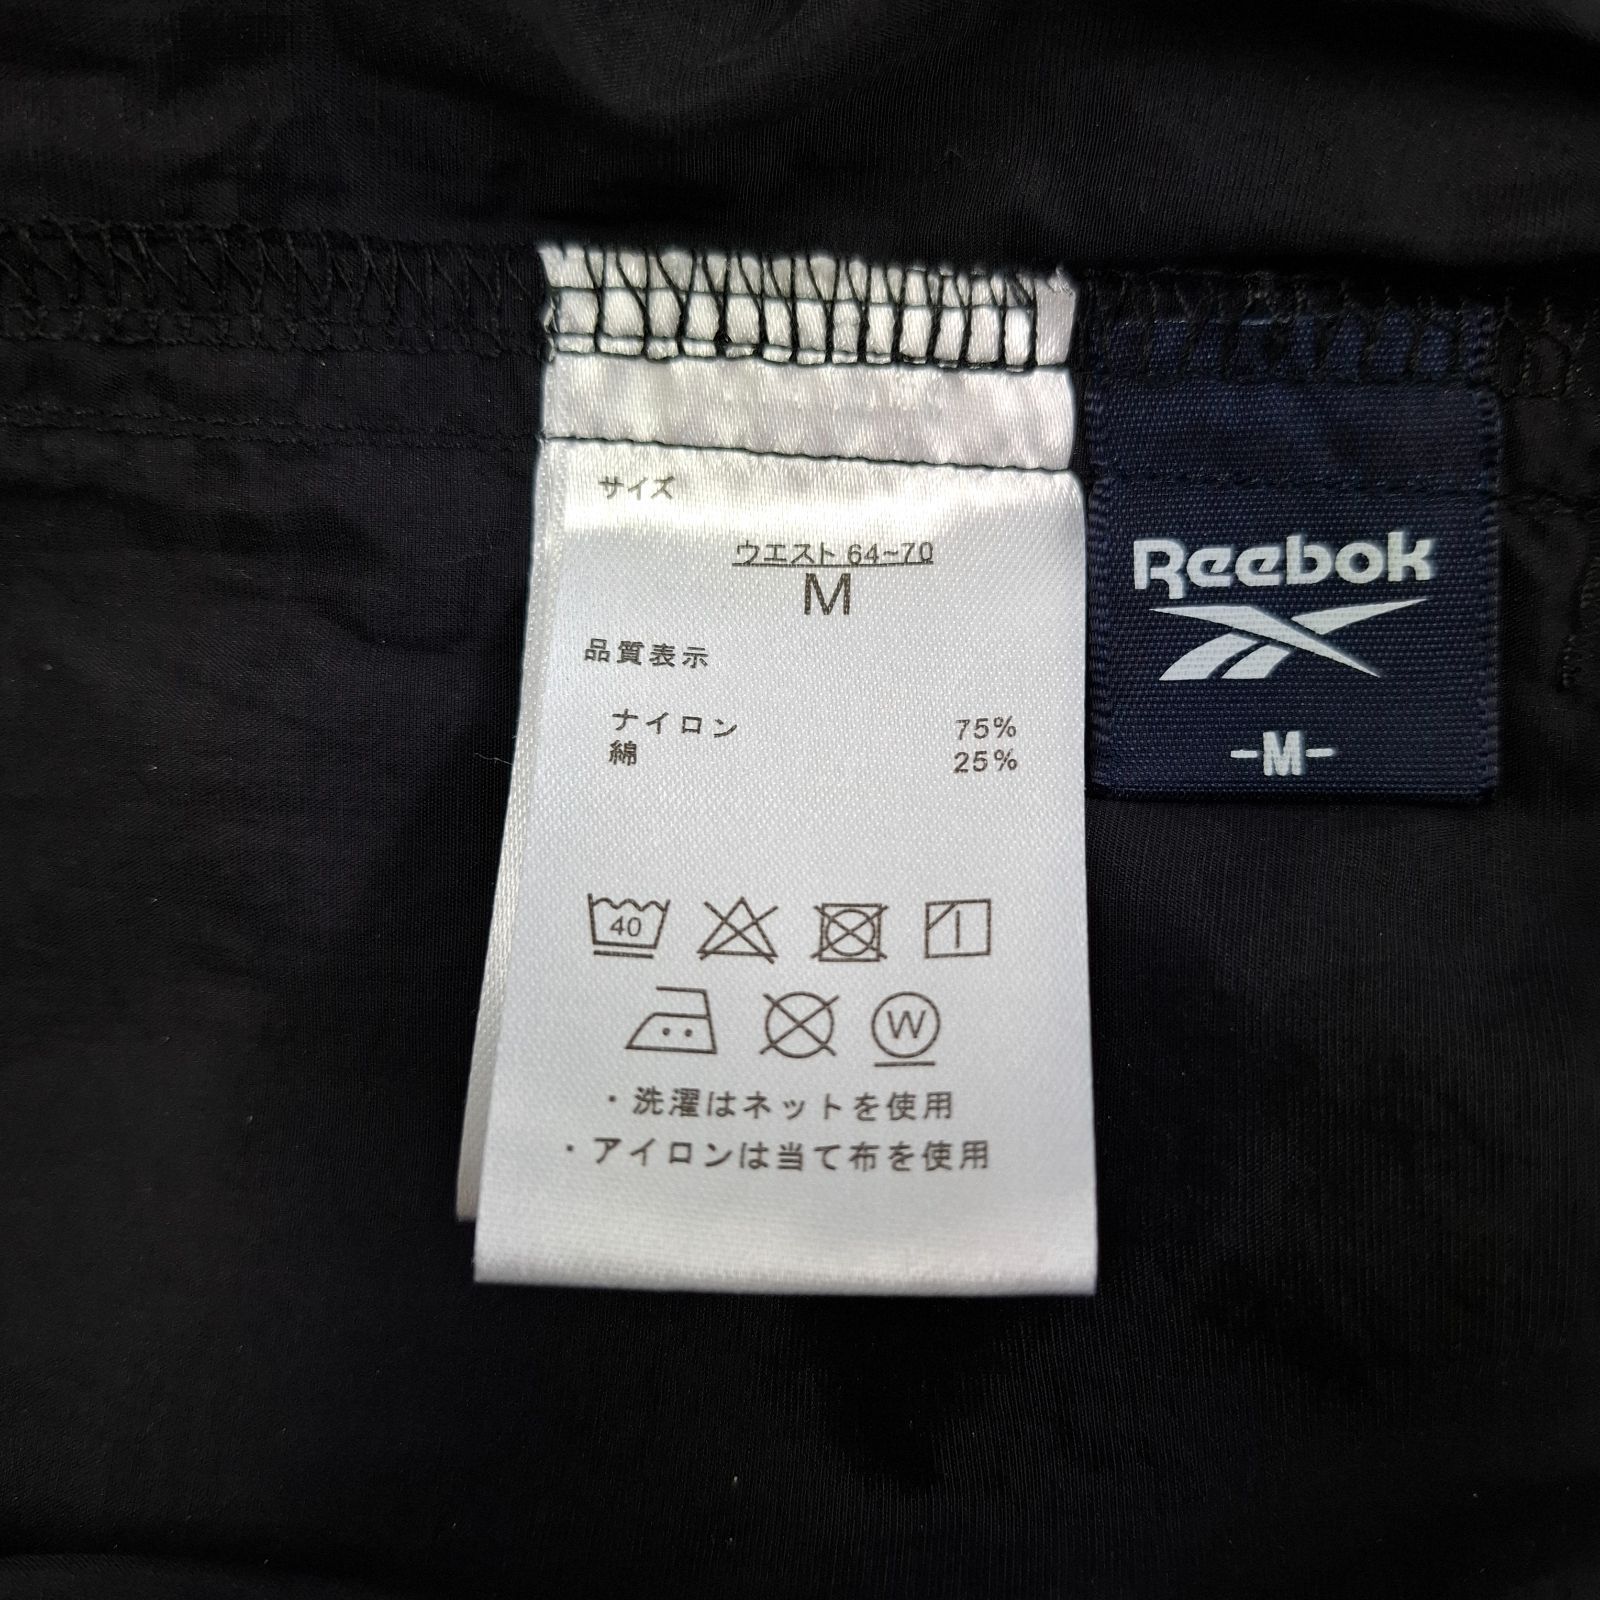 サイズ
ウエスト 64~70
M
品質表示
ナイロン 75%
綿 25%
40
W
・洗濯はネットを使用
・アイロンは当て布を使用
Reebok
-M-